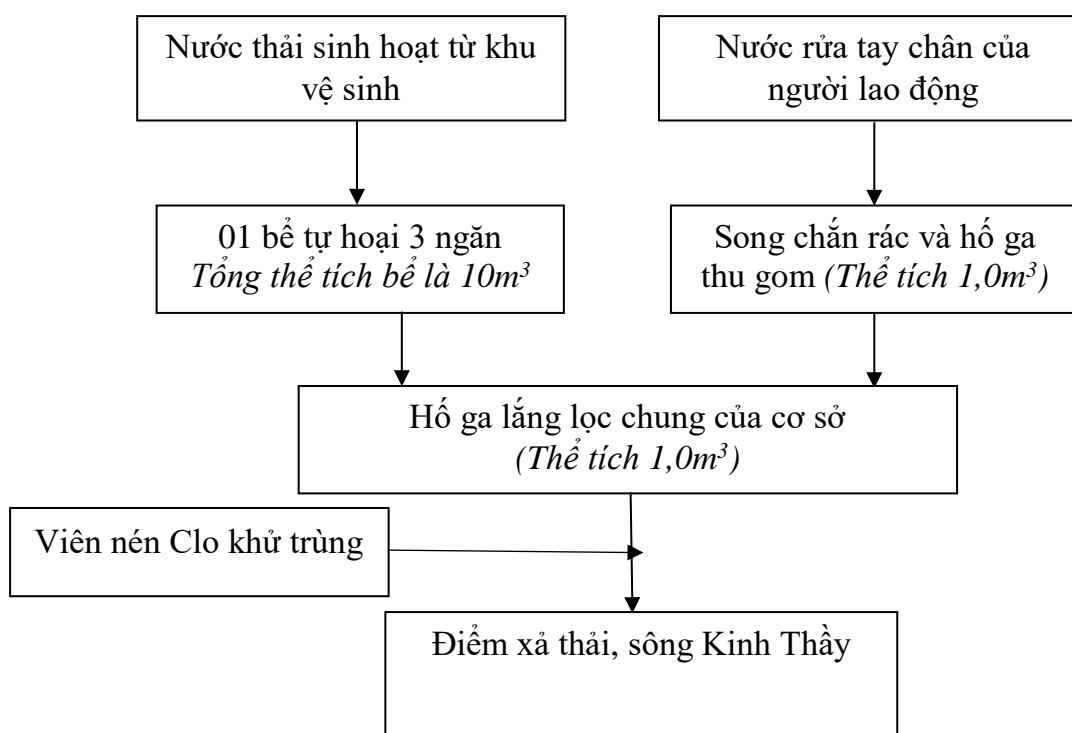 Nước thải sinh hoạt từ khu
vệ sinh
Nước rửa tay chân của
người lao động
01 bể tự hoại 3 ngăn
Tổng thể tích bể là 10m³
Song chắn rác và hố ga
thu gom (Thể tích 1,0m³)
Hố ga lắng lọc chung của cơ sở
(Thể tích 1,0m³)
Viên nén Clo khử trùng
Điểm xả thải, sông Kinh Thầy